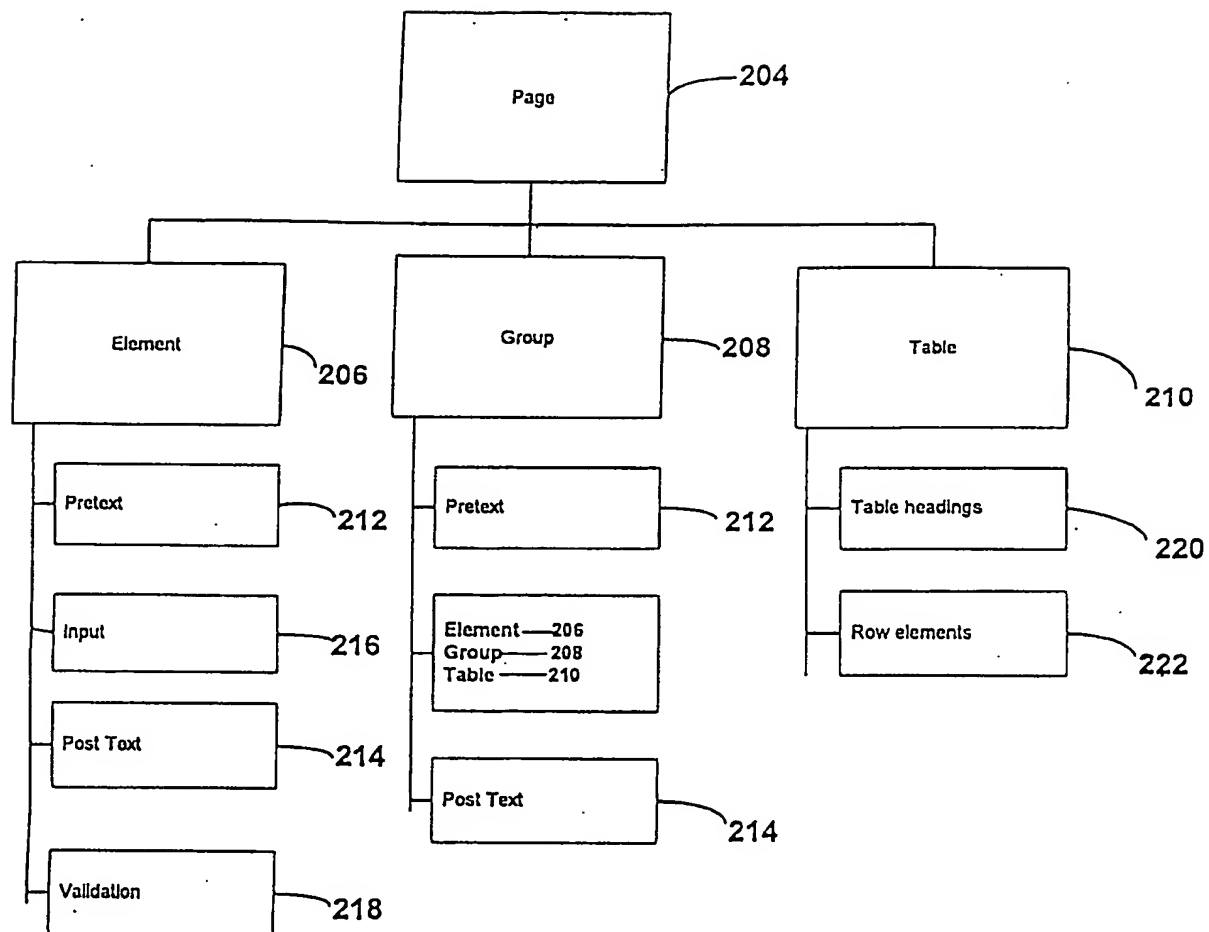 Page
204
Element
206
Group
208
Table
210
Pretext
212
Input
216
Post Text
214
Validation
218
Pretext
212
Element 206
Group 208
Table 210
Post Text
214
Table headings
220
Row elements
222